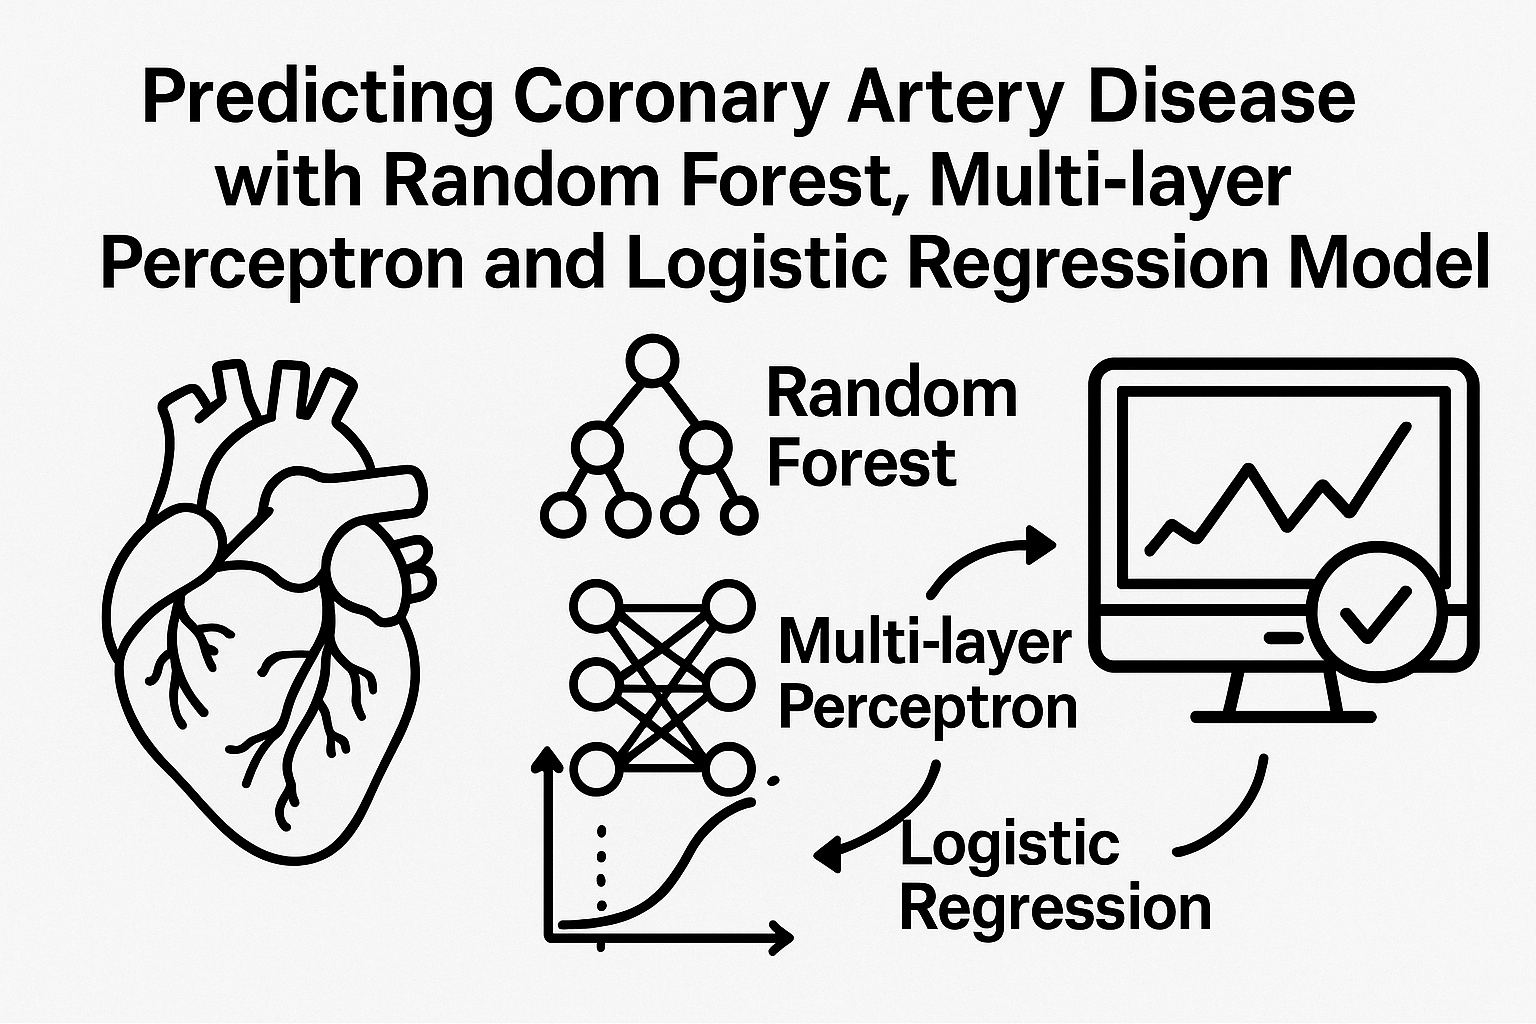 Predicting Coronary Artery Disease
with Random Forest, Multi-layer
Perceptron and Logistic Regression Model
Random
Forest
Multi-layer
Perceptron
Logistic
Regression